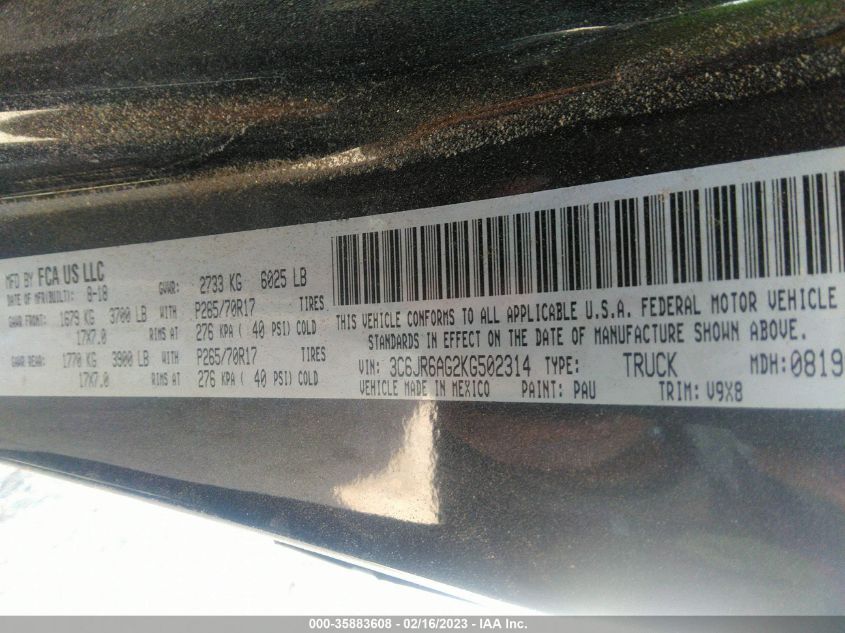 MFD BY FCA US LLC
DATE OF MFR(BUILT): 8-18 GVWR: 2733 KG 6025 LB
GAWR FRONT: 1679 KG 3700 LB WITH P265/70R17 TIRES
17X7.0 RIMS AT 276 KPA ( 40 PSI) COLD
GAWR REAR: 1770 KG 3900 LB WITH P265/70R17 TIRES
17X7.0 RIMS AT 276 KPA ( 40 PSI) COLD
THIS VEHICLE CONFORMS TO ALL APPLICABLE U.S.A. FEDERAL MOTOR VEHICLE
STANDARDS IN EFFECT ON THE DATE OF MANUFACTURE SHOWN ABOVE.
VIN: 3C6JR6AG2KG502314 TYPE: TRUCK MDH:0819
VEHICLE MADE IN MEXICO PAINT: PAU TRIM: V9X8
000-35883608 - 02/16/2023 - IAA Inc.